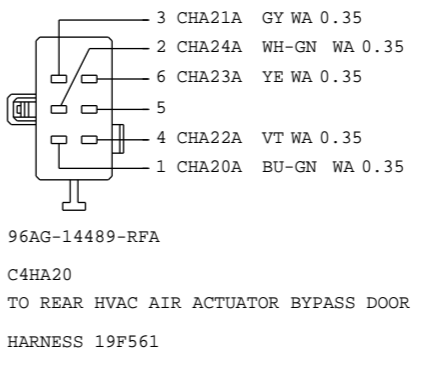 3 CHA21A GY WA 0.35
2 CHA24A WH-GN WA 0.35
6 CHA23A YE WA 0.35
5
4 CHA22A VT WA 0.35
1 CHA20A BU-GN WA 0.35
96AG-14489-RFA
C4HA20
TO REAR HVAC AIR ACTUATOR BYPASS DOOR
HARNESS 19F561